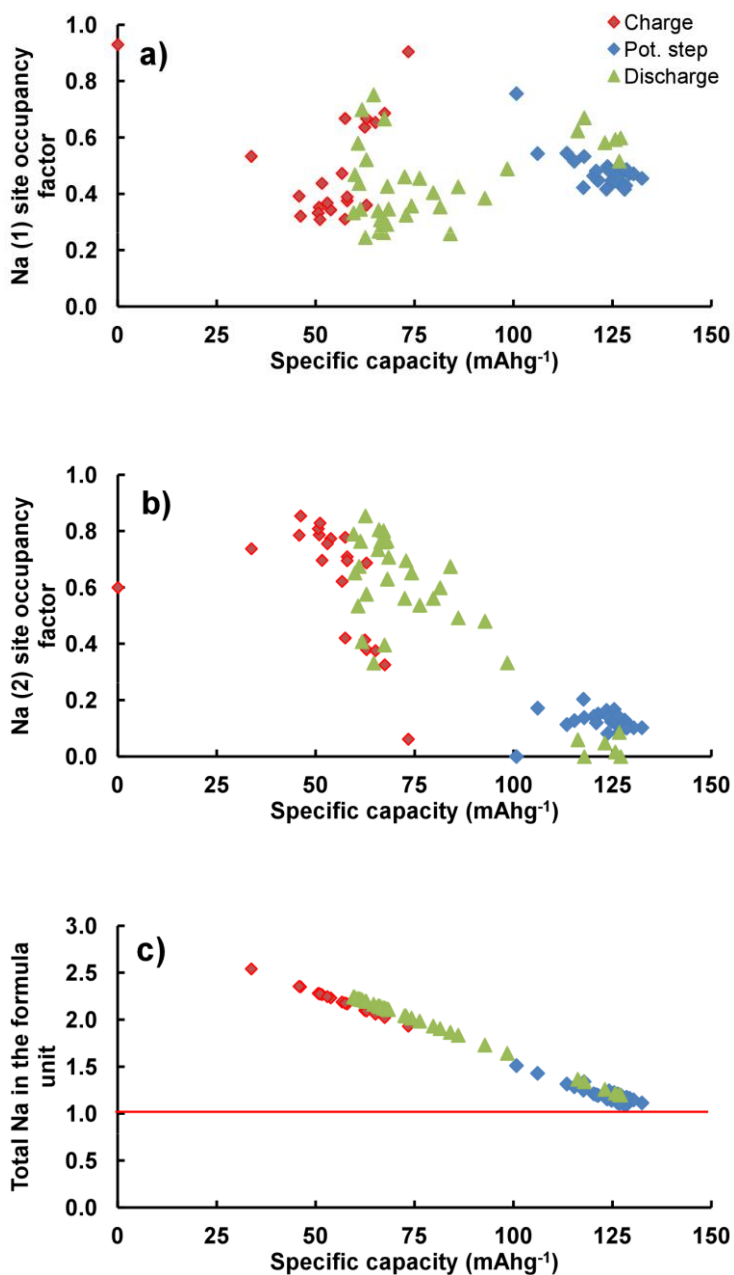 1.0
0.8
0.6
0.4
0.2
0.0
Na (1) site occupancy
factor
a)
Charge
Pot. step
Discharge
0 25 50 75 100 125 150
Specific capacity (mAhg⁻¹)
1.0
0.8
0.6
0.4
0.2
0.0
Na (2) site occupancy
factor
b)
0 25 50 75 100 125 150
Specific capacity (mAhg⁻¹)
3.0
2.5
2.0
1.5
1.0
0.5
0.0
Total Na in the formula
unit
c)
0 25 50 75 100 125 150
Specific capacity (mAhg⁻¹)